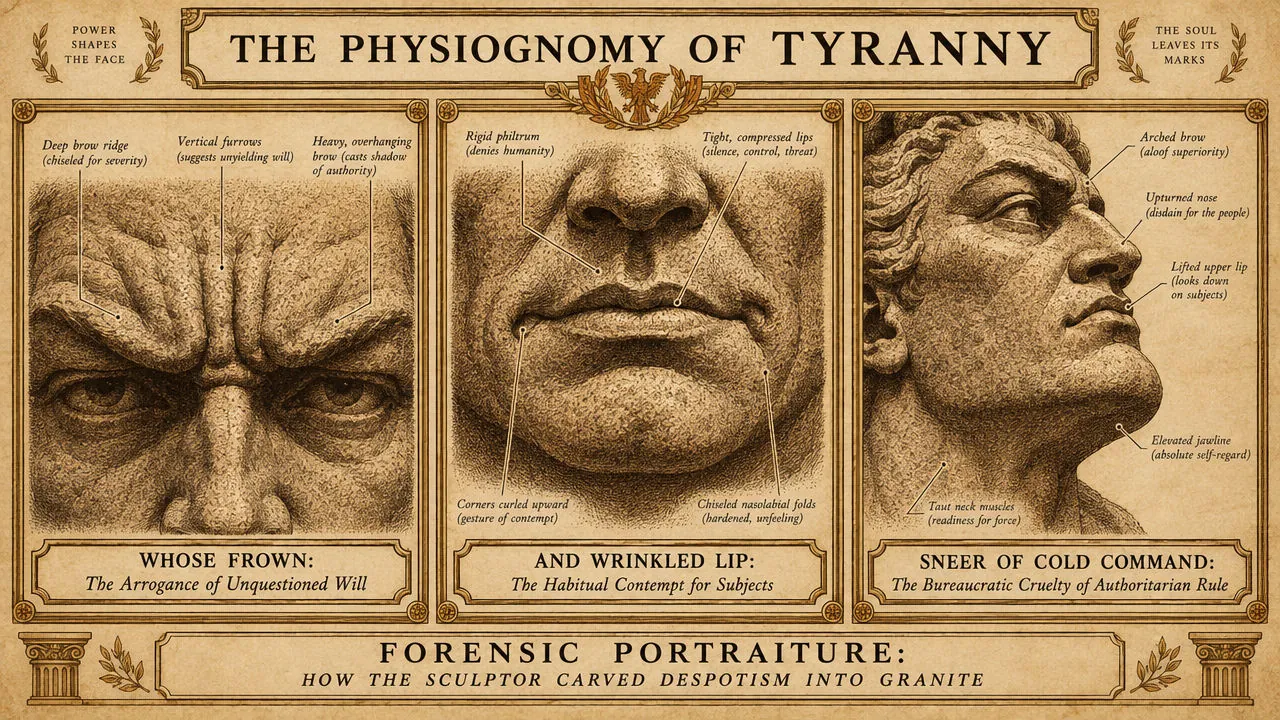 POWER
SHAPES
THE FACE
THE PHYSIOGNOMY OF TYRANNY
THE SOUL
LEAVES ITS
MARKS
Deep brow ridge
(chiseled for severity)
Vertical furrows
(suggests unyielding will)
Heavy, overhanging
brow (casts shadow
of authority)
WHOSE FROWN:
The Arrogance of Unquestioned Will
Rigid philtrum
(denies humanity)
Tight, compressed lips
(silence, control, threat)
Corners curled upward
(gesture of contempt)
Chiseled nasolabial folds
(hardened, unfeeling)
AND WRINKLED LIP:
The Habitual Contempt for Subjects
Arched brow
(aloof superiority)
Upturned nose
(disdain for the people)
Lifted upper lip
(looks down
on subjects)
Elevated jawline
(absolute self-regard)
Taut neck muscles
(readiness for force)
SNEER OF COLD COMMAND:
The Bureaucratic Cruelty of Authoritarian Rule
FORENSIC PORTRAITURE:
HOW THE SCULPTOR CARVED DESPOTISM INTO GRANITE